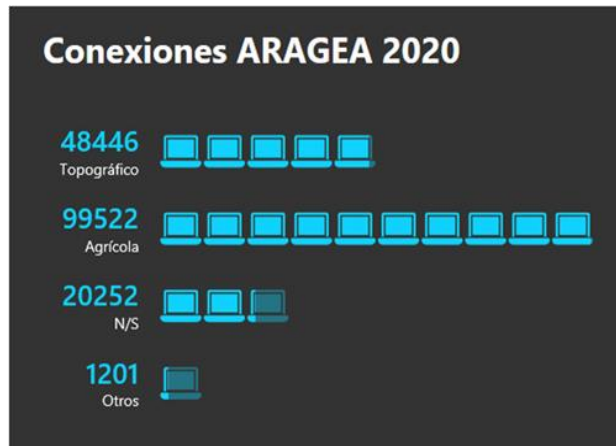 Conexiones ARAGEA 2020
48446
Topográfico
99522
Agrícola
20252
N/S
1201
Otros